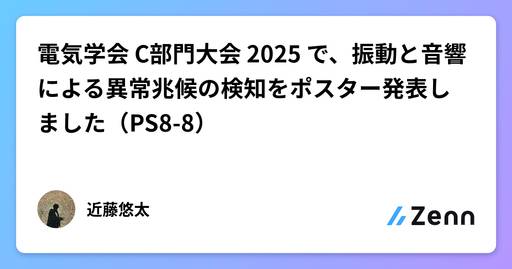 電気学会 C部門大会 2025 で、振動と音響
による異常兆候の検知をポスター発表し
ました（PS8-8）
近藤悠太
Zenn